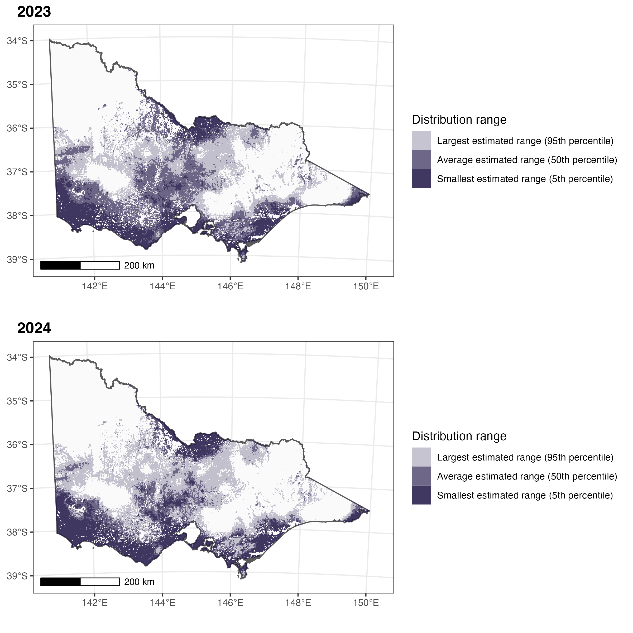 2023
34°S
35°S
36°S
37°S
38°S
39°S
142°E 144°E 146°E 148°E 150°E
200 km
Distribution range
Largest estimated range (95th percentile)
Average estimated range (50th percentile)
Smallest estimated range (5th percentile)
2024
34°S
35°S
36°S
37°S
38°S
39°S
142°E 144°E 146°E 148°E 150°E
200 km
Distribution range
Largest estimated range (95th percentile)
Average estimated range (50th percentile)
Smallest estimated range (5th percentile)